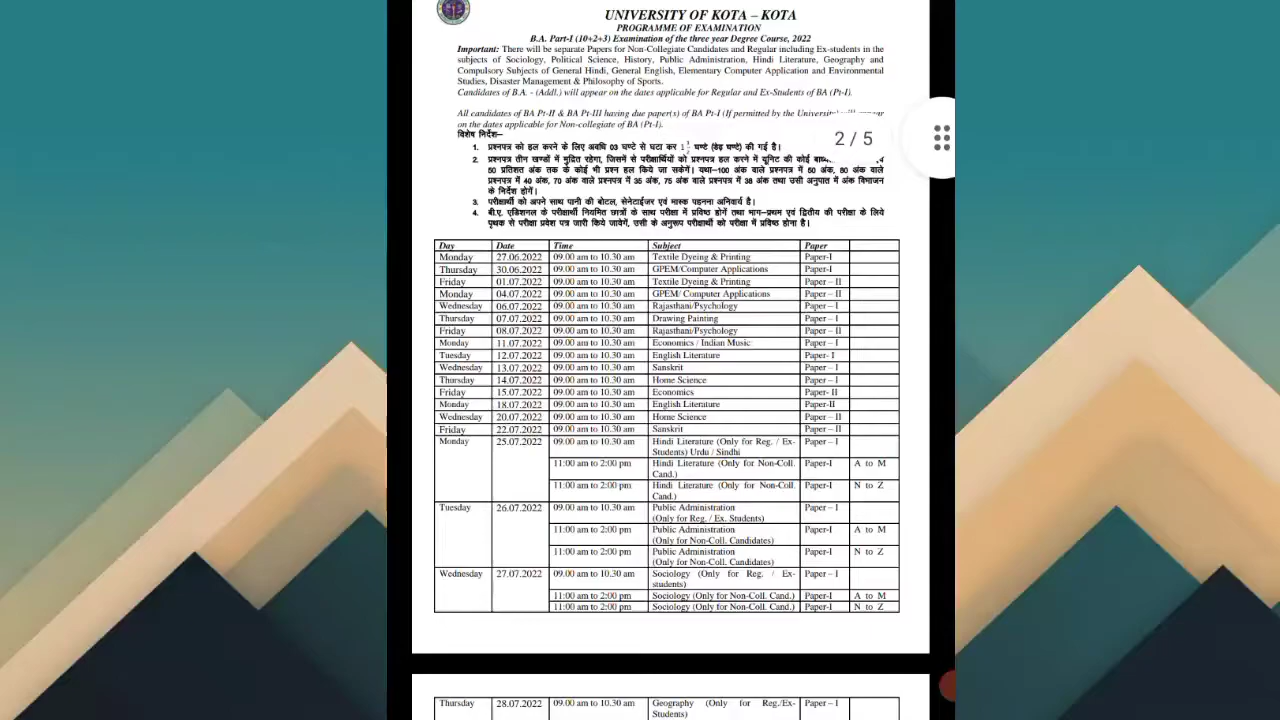 UNIVERSITY OF KOTA – KOTA
PROGRAMME OF EXAMINATION
B.A. Part-I (10+2+3) Examination of the three year Degree Course, 2022
Important: There will be separate Papers for Non-Collegiate Candidates and Regular including Ex-students in the
subjects of Sociology, Political Science, History, Public Administration, Hindi Literature, Geography and
Compulsory Subjects of General Hindi, General English, Elementary Computer Application and Environmental
Studies, Disaster Management & Philosophy of Sports.
Candidates of B.A. - (Addl.) will appear on the dates applicable for Regular and Ex-Students of BA (Pt-I).
All candidates of BA Pt-II & BA Pt-III having due paper(s) of BA Pt-I (If permitted by the University) will appear
on the dates applicable for Non-collegiate of BA (Pt-I).
2 / 5
विशेष निर्देश–
1. प्रश्नपत्र को हल करने के लिए अवधि 03 घण्टे से घटा कर 1 1/2 घण्टे (डेढ़ घण्टे) की गई है।
2. प्रश्नपत्र तीन खण्डों में मुद्रित रहेगा, जिसमें से परीक्षार्थियों को प्रश्नपत्र हल करने में यूनिट की कोई
50 प्रतिशत अंक तक के कोई भी प्रश्न हल किये जा सकेगें। यथा–100 अंक वाले प्रश्नपत्र में 50 अंक, 80 अंक वाले
प्रश्नपत्र में 40 अंक, 70 अंक वाले प्रश्नपत्र में 35 अंक, 75 अंक वाले प्रश्नपत्र में 38 अंक तथा उसी अनुपात में अंक विभाजन
के निर्देश होगें।
3. परीक्षार्थी को अपने साथ पानी की बोटल, सेनेटाईजर एवं मास्क पहनना अनिवार्य है।
4. बी.ए. एडिशनल के परीक्षार्थी नियमित छात्रों के साथ परीक्षा में प्रविष्ठ होगें तथा भाग–प्रथम एवं द्वितीय की परीक्षा के लिये
पृथक से परीक्षा प्रवेश पत्र जारी किये जावेगें, उसी के अनुरूप परीक्षार्थी को परीक्षा में प्रविष्ठ होना है।
Day Date Time Subject Paper
Monday 27.06.2022 09.00 am to 10.30 am Textile Dyeing & Printing Paper-I
Thursday 30.06.2022 09.00 am to 10.30 am GPEM/Computer Applications Paper-I
Friday 01.07.2022 09.00 am to 10.30 am Textile Dyeing & Printing Paper – II
Monday 04.07.2022 09.00 am to 10.30 am GPEM/ Computer Applications Paper – II
Wednesday 06.07.2022 09.00 am to 10.30 am Rajasthani/Psychology Paper – I
Thursday 07.07.2022 09.00 am to 10.30 am Drawing Painting Paper – I
Friday 08.07.2022 09.00 am to 10.30 am Rajasthani/Psychology Paper – II
Monday 11.07.2022 09.00 am to 10.30 am Economics / Indian Music Paper – I
Tuesday 12.07.2022 09.00 am to 10.30 am English Literature Paper- I
Wednesday 13.07.2022 09.00 am to 10.30 am Sanskrit Paper – I
Thursday 14.07.2022 09.00 am to 10.30 am Home Science Paper – I
Friday 15.07.2022 09.00 am to 10.30 am Economics Paper- II
Monday 18.07.2022 09.00 am to 10.30 am English Literature Paper-II
Wednesday 20.07.2022 09.00 am to 10.30 am Home Science Paper – II
Friday 22.07.2022 09.00 am to 10.30 am Sanskrit Paper – II
Monday 25.07.2022 09.00 am to 10.30 am Hindi Literature (Only for Reg. / Ex- Paper – I
Students) Urdu / Sindhi
11:00 am to 2:00 pm Hindi Literature (Only for Non-Coll. Paper-I A to M
Cand.)
11:00 am to 2:00 pm Hindi Literature (Only for Non-Coll. Paper-I N to Z
Cand.)
Tuesday 26.07.2022 09.00 am to 10.30 am Public Administration Paper – I
(Only for Reg. / Ex. Students)
11:00 am to 2:00 pm Public Administration Paper-I A to M
(Only for Non-Coll. Candidates)
11:00 am to 2:00 pm Public Administration Paper-I N to Z
(Only for Non-Coll. Candidates)
Wednesday 27.07.2022 09.00 am to 10.30 am Sociology (Only for Reg. / Ex- Paper – I
students)
11:00 am to 2:00 pm Sociology (Only for Non-Coll. Cand.) Paper-I A to M
11:00 am to 2:00 pm Sociology (Only for Non-Coll. Cand.) Paper-I N to Z
Thursday 28.07.2022 09.00 am to 10.30 am Geography (Only for Reg./Ex- Paper – I
Students)